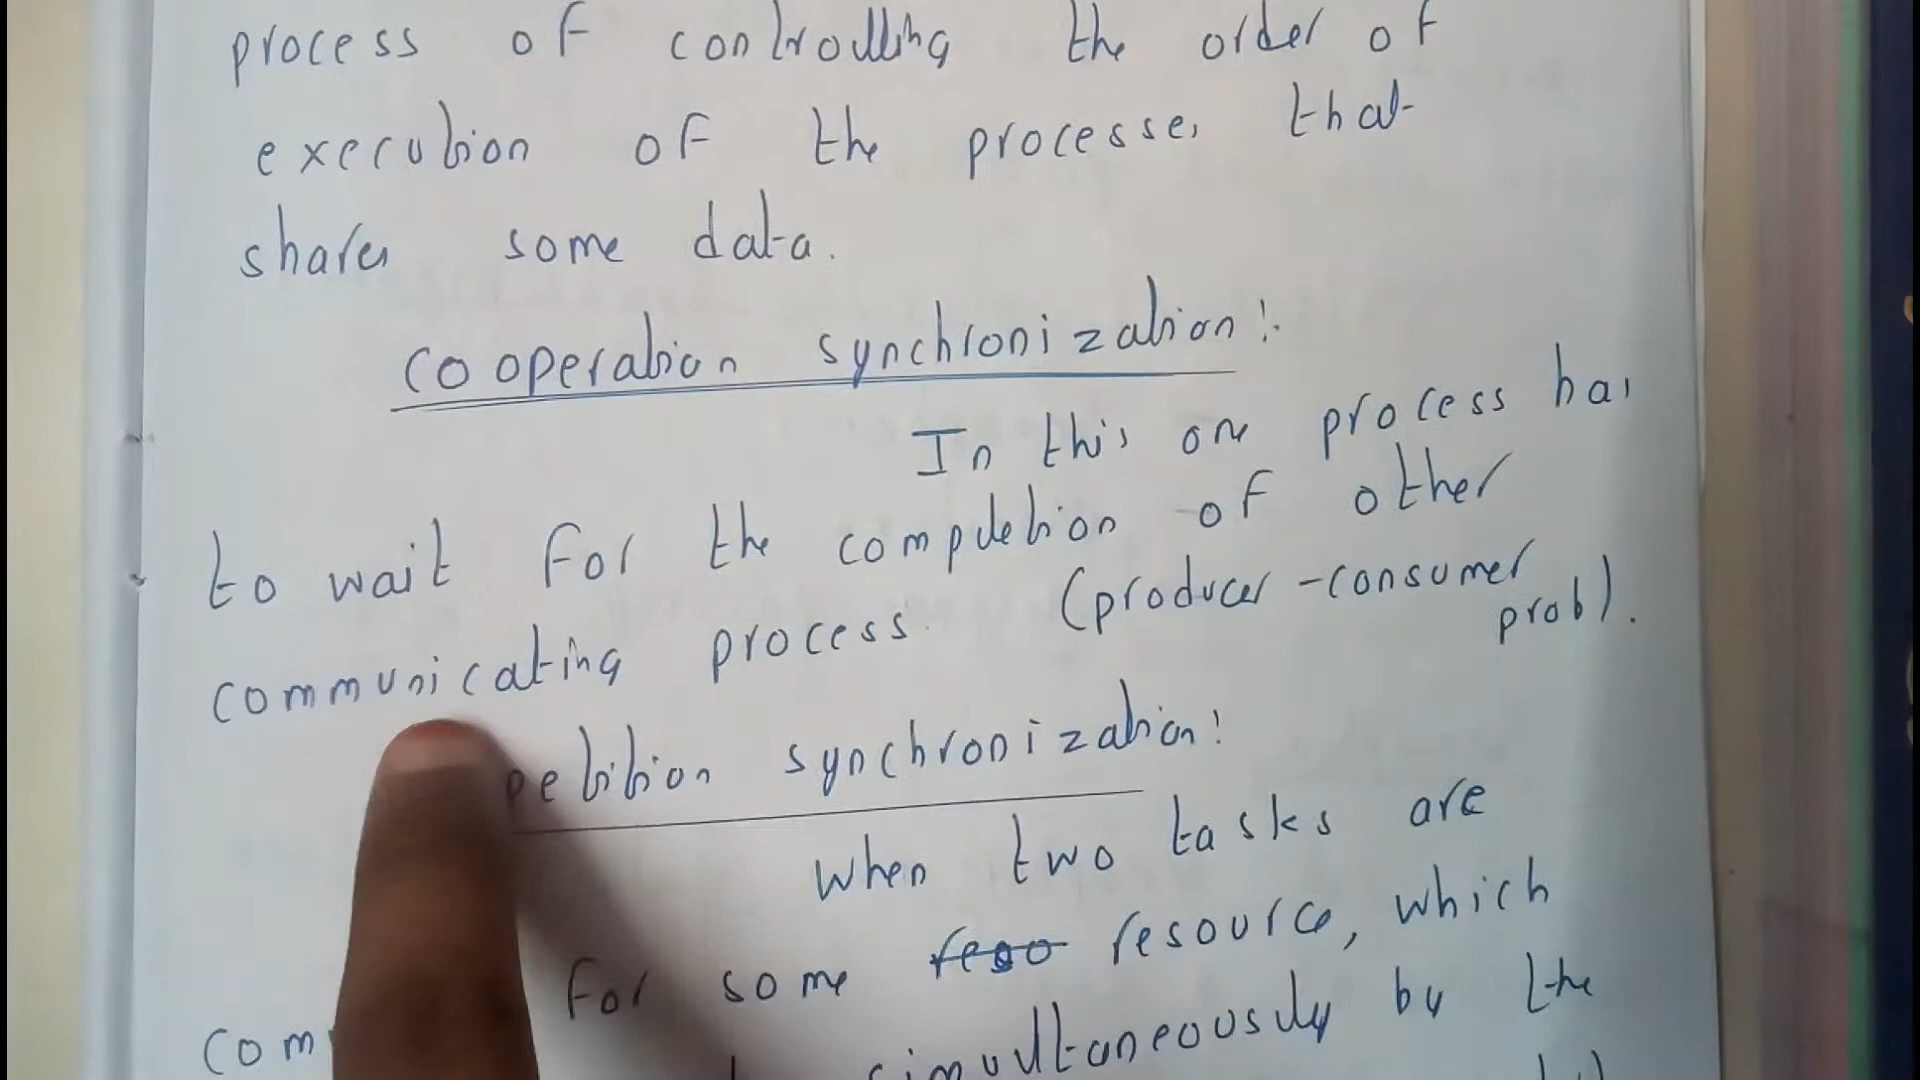 process of controlling the order of
execution of the processes that
shares some data.
Cooperation synchronization:
In this one process has
to wait for the completion of other
communicating process. (producer-consumer
prob).
petition synchronization:
when two tasks are
com for some reso resource, which
simultaneously by the